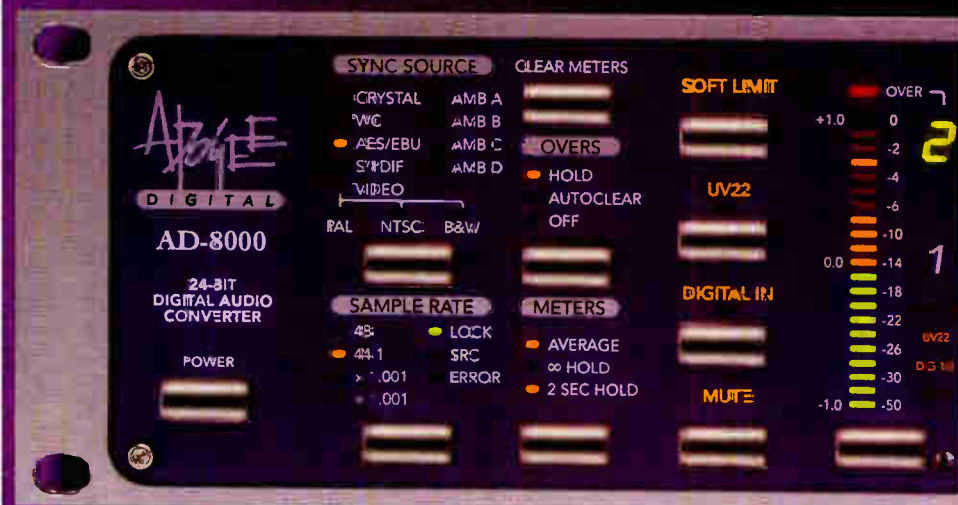 APOGEE
DIGITAL
AD-8000
24-BIT
DIGITAL AUDIO
CONVERTER
POWER
SYNC SOURCE
CRYSTAL AMB A
WC AMB B
AES/EBU AMB C
S/PDIF AMB D
VIDEO
PAL NTSC B&W
SAMPLE RATE
48 LOCK
44.1 SRC
1.001 ERROR
.001
CLEAR METERS
OVERS
HOLD
AUTOCLEAR
OFF
METERS
AVERAGE
∞ HOLD
2 SEC HOLD
SOFT LIMIT
UV22
DIGITAL IN
MUTE
OVER
+1.0 0
-2
-4
-6
-10
0.0 -14
-18
-22
-26
-30
-1.0 -50
2
1
UV22